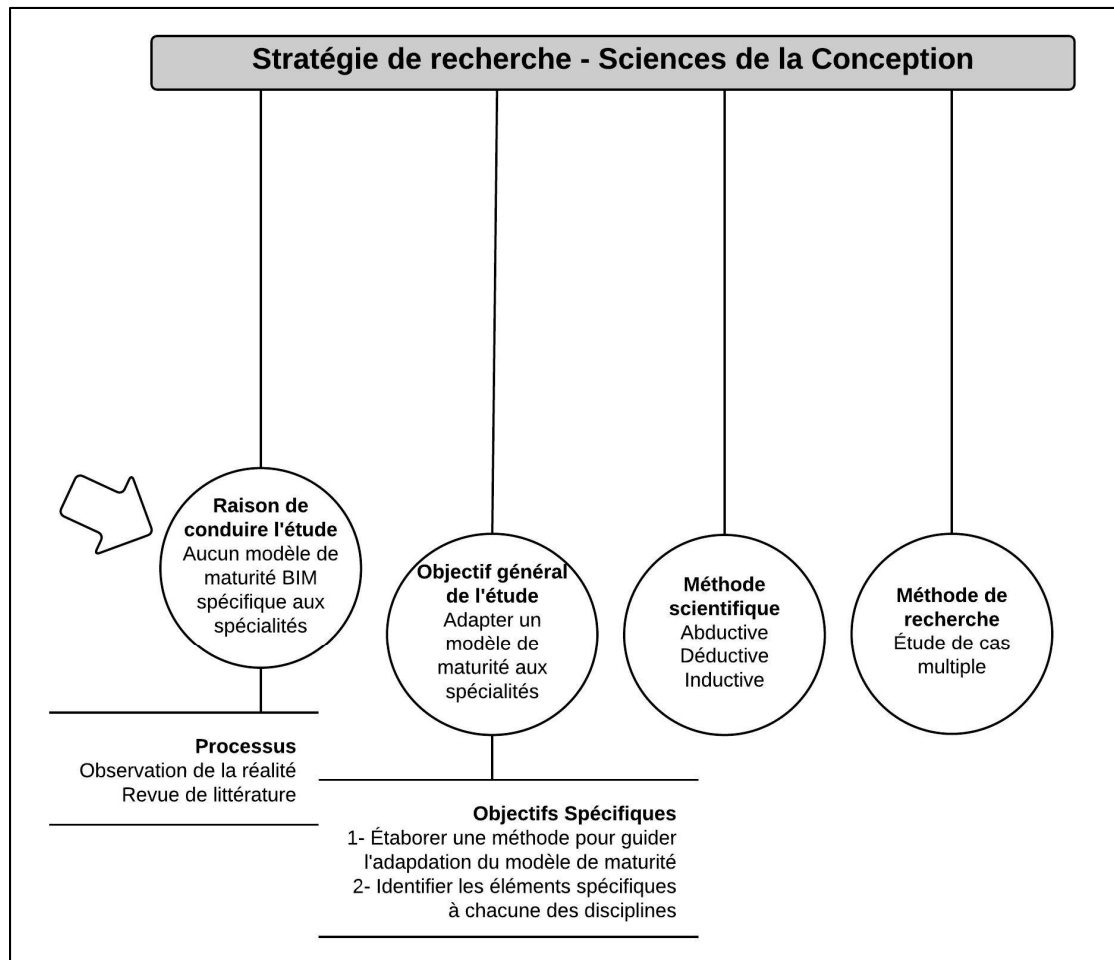 Stratégie de recherche - Sciences de la Conception
Raison de
conduire l'étude
Aucun modèle de
maturité BIM
spécifique aux
spécialités
Processus
Observation de la réalité
Revue de littérature
Objectif général
de l'étude
Adapter un
modèle de
maturité aux
spécialités
Objectifs Spécifiques
1- Étaborer une méthode pour guider
l'adapdation du modèle de maturité
2- Identifier les éléments spécifiques
à chacune des disciplines
Méthode
scientifique
Abductive
Déductive
Inductive
Méthode de
recherche
Étude de cas
multiple